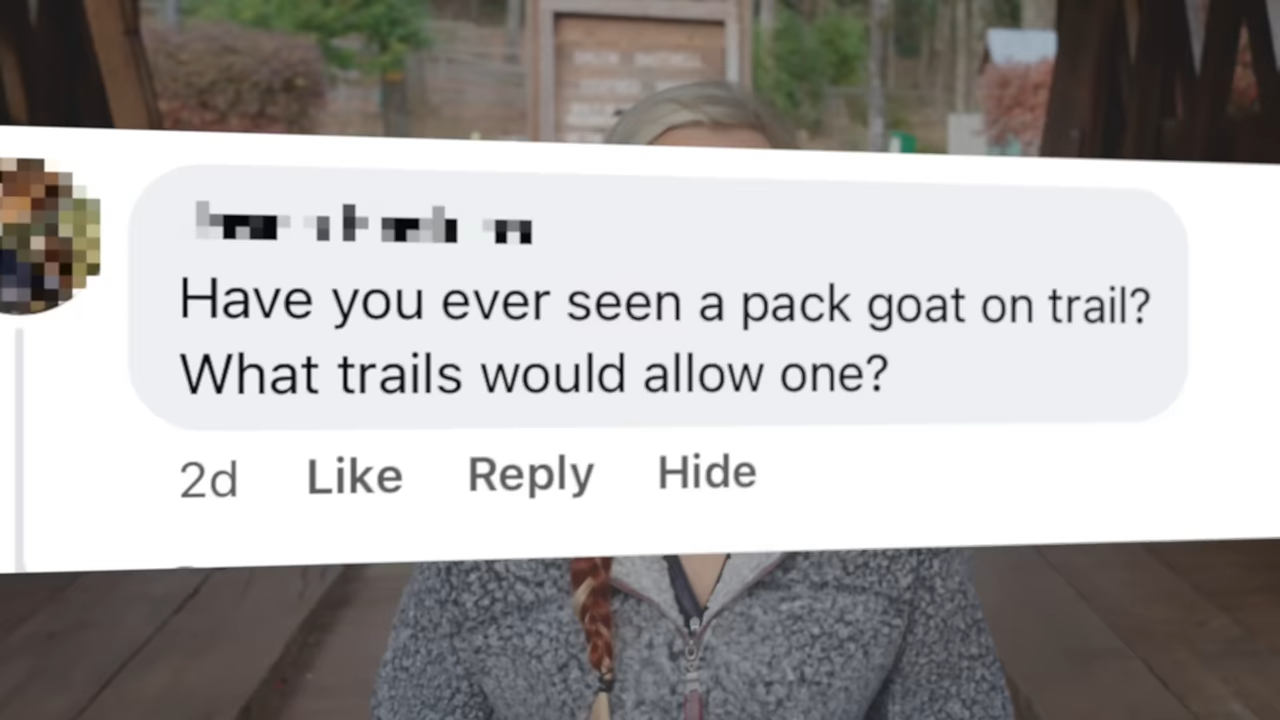 Have you ever seen a pack goat on trail?
What trails would allow one?
2d Like Reply Hide